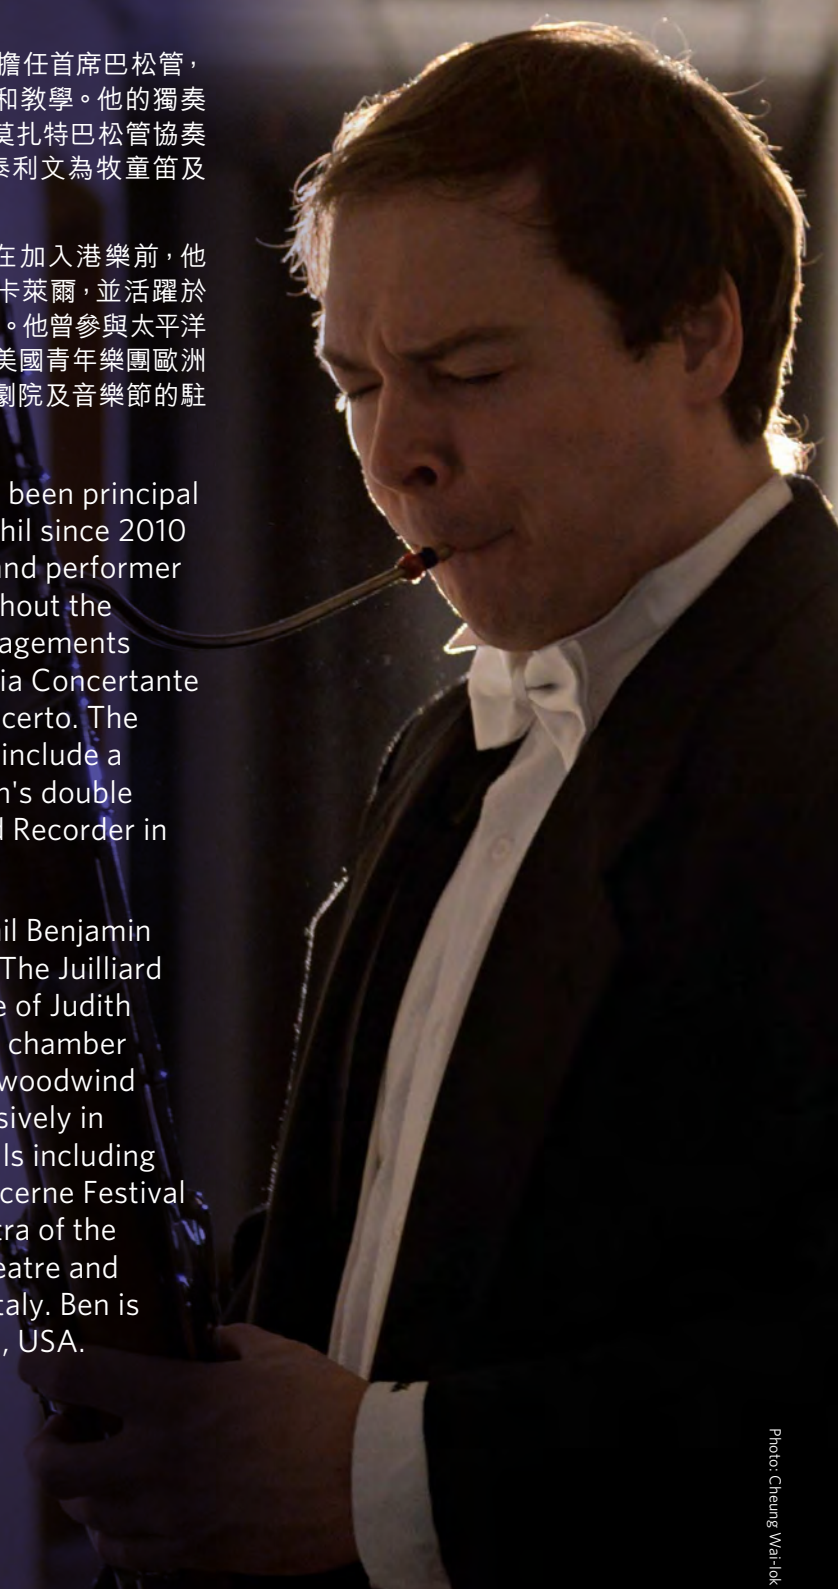 擔任首席巴松管，
和教學。他的獨奏
莫扎特巴松管協奏
泰利文為牧童笛及
在加入港樂前，他
卡萊爾，並活躍於
。他曾參與太平洋
美國青年樂團歐洲
劇院及音樂節的駐
been principal
hil since 2010
and performer
hout the
agements
ia Concertante
certo. The
include a
n's double
d Recorder in
il Benjamin
The Juilliard
e of Judith
chamber
woodwind
sively in
ls including
cerne Festival
tra of the
eatre and
taly. Ben is
, USA.
Photo: Cheung Wai-lok